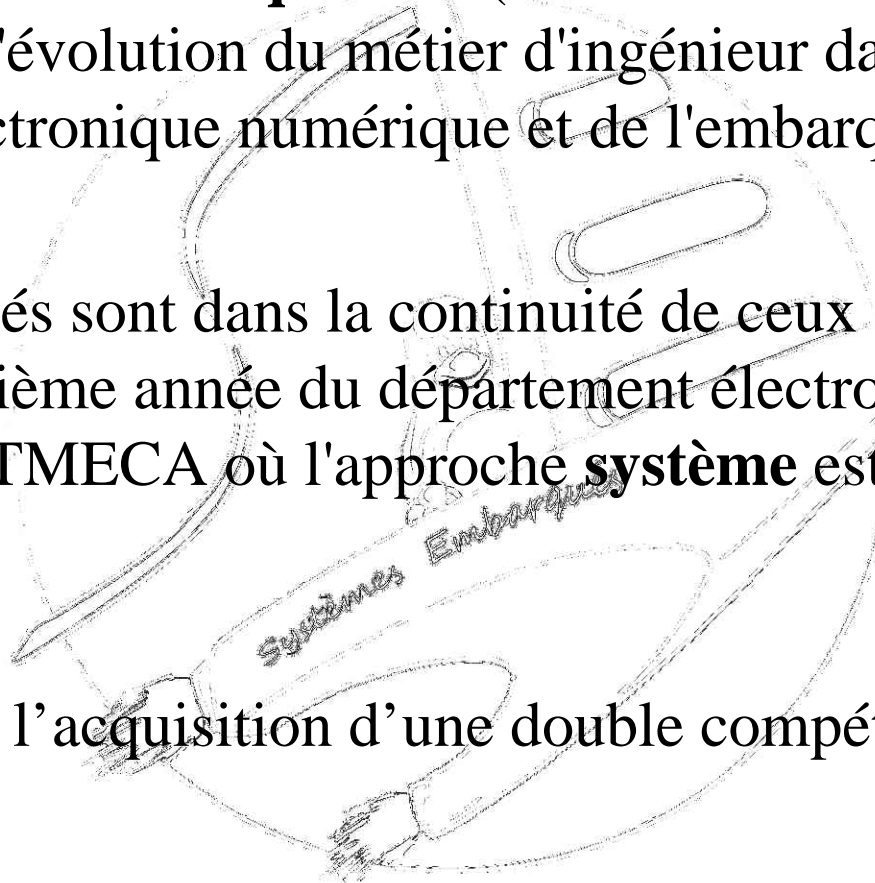 'évolution du métier d'ingénieur da
ctronique numérique et de l'embarq
és sont dans la continuité de ceux
ième année du département électro
TMECA où l'approche système est
Systèmes Embarqués
l’acquisition d’une double compét